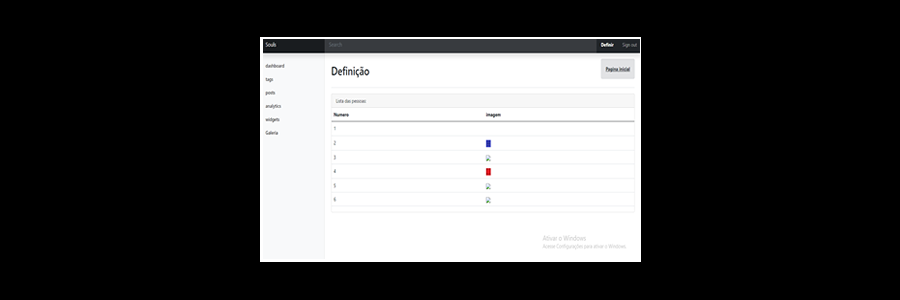 Souls
Search
Definir
Sign out
dashboard
tags
posts
analytics
widgets
Galeria
Definição
Pagina inicial
Lista das pessoas
Numero
imagem
1
2
3
4
5
6
Ativar o Windows
Acesse Configurações para ativar o Windows.